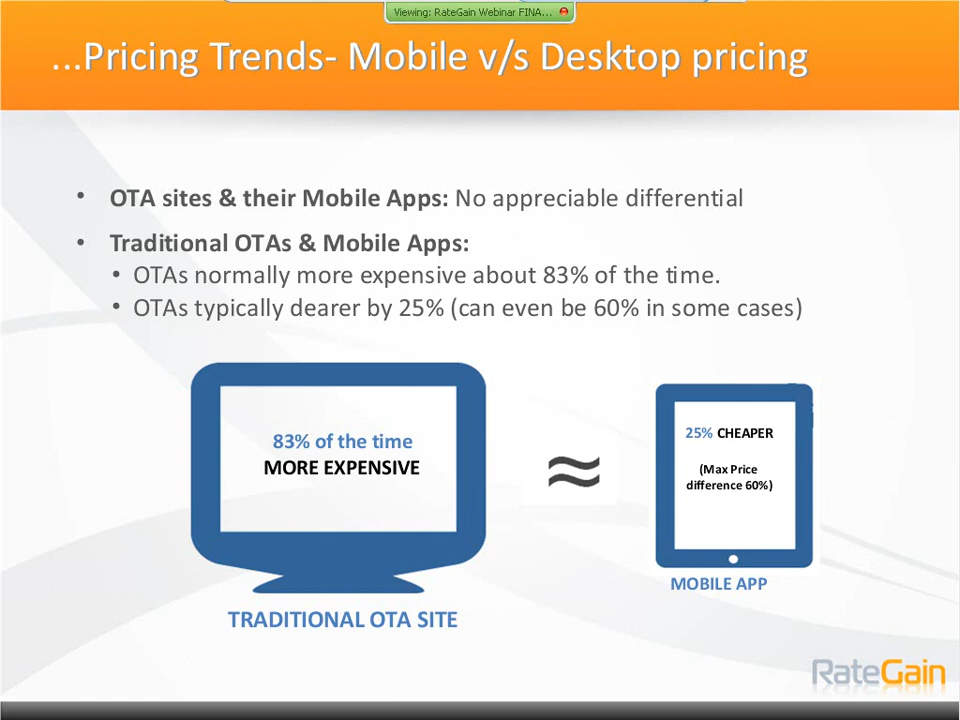 Viewing: RateGain Webinar FINA...
...Pricing Trends- Mobile v/s Desktop pricing
• OTA sites & their Mobile Apps: No appreciable differential
• Traditional OTAs & Mobile Apps:
• OTAs normally more expensive about 83% of the time.
• OTAs typically dearer by 25% (can even be 60% in some cases)
83% of the time
MORE EXPENSIVE
≈
25% CHEAPER
(Max Price
difference 60%)
MOBILE APP
TRADITIONAL OTA SITE
RateGain